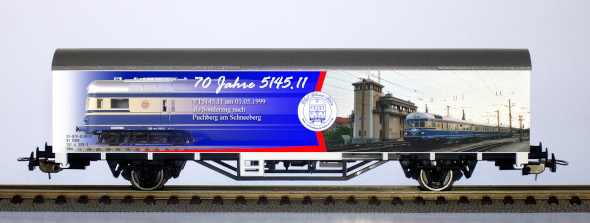 70 Jahre 5145.11
VT5145.11 am 01.05.1999
als Sonderzug nach
Puchberg am Schneeberg